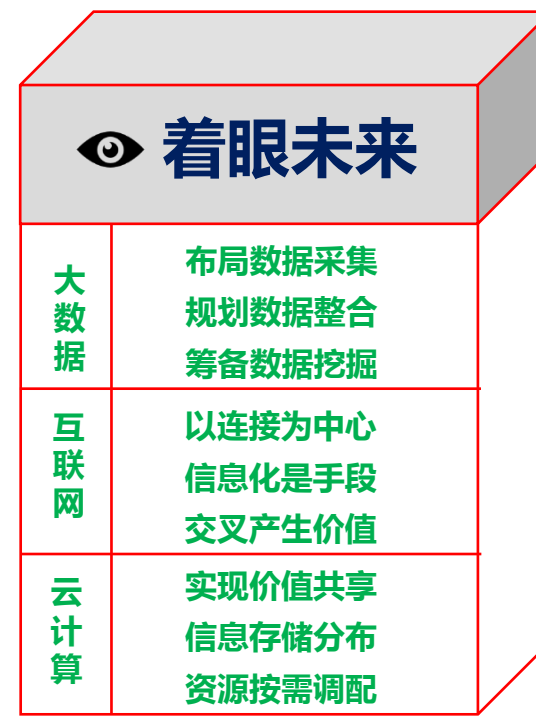 着眼未来
大数据
布局数据采集
规划数据整合
筹备数据挖掘
互联网
以连接为中心
信息化是手段
交叉产生价值
云计算
实现价值共享
信息存储分布
资源按需调配